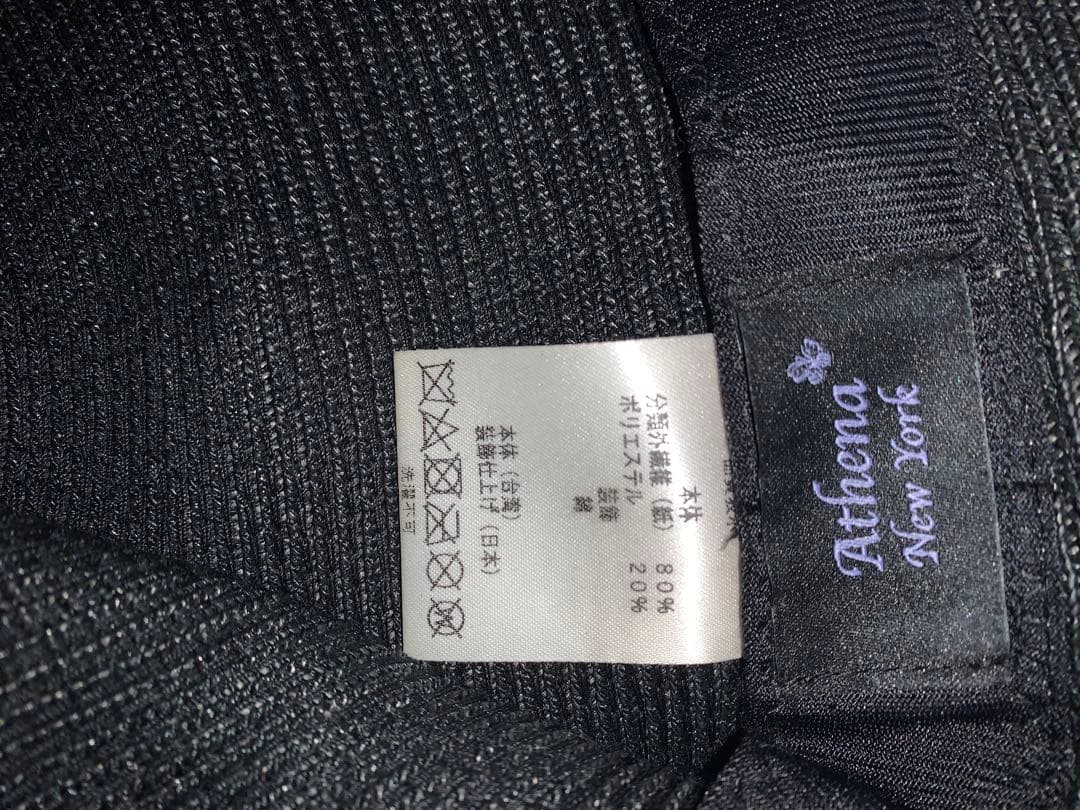 本体
分類外繊維(紙) 80%
ポリエステル 20%
装飾
綿
本体(台湾)
装飾仕上げ(日本)
洗濯不可
Athena
New York